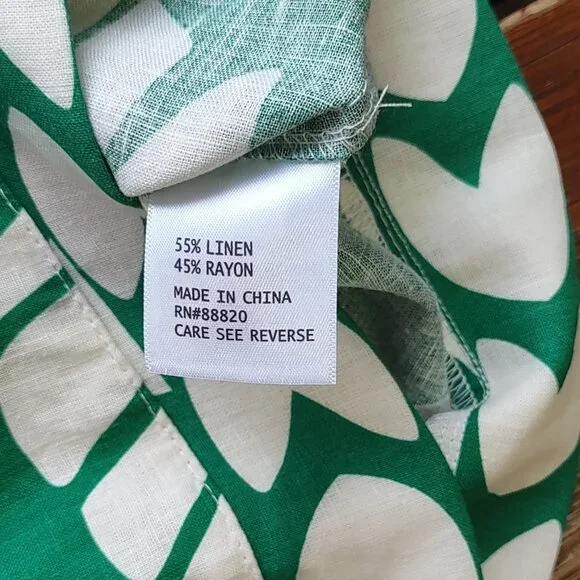 55% LINEN
45% RAYON
MADE IN CHINA
RN#88820
CARE SEE REVERSE